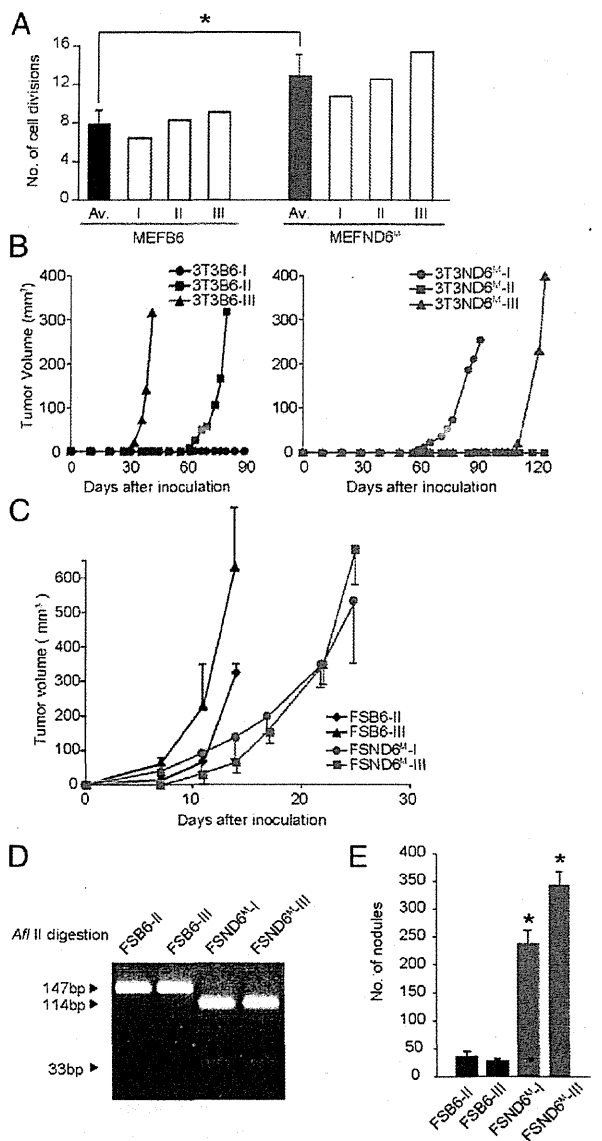 A
*
16
12
8
4
0
No. of cell divisions
Av. I II III Av. I II III
MEFB6 MEFND6ᴹ
B
3T3B6-I
3T3B6-II
3T3B6-III
3T3ND6ᴹ-I
3T3ND6ᴹ-II
3T3ND6ᴹ-III
Tumor Volume (mm³)
400
300
200
100
0
400
300
200
100
0
0 30 60 90
0 30 60 90 120
Days after inoculation
Days after inoculation
C
Tumor volume ( mm³ )
600
500
400
300
200
100
0
FSB6-II
FSB6-III
FSND6ᴹ-I
FSND6ᴹ-III
0 10 20 30
Days after inoculation
D
Afl II digestion
FSB6-II FSB6-III FSND6ᴹ-I FSND6ᴹ-III
147bp
114bp
33bp
E
No. of nodules
400
350
300
250
200
150
100
50
0
* *
FSB6-II FSB6-III FSND6ᴹ-I FSND6ᴹ-III